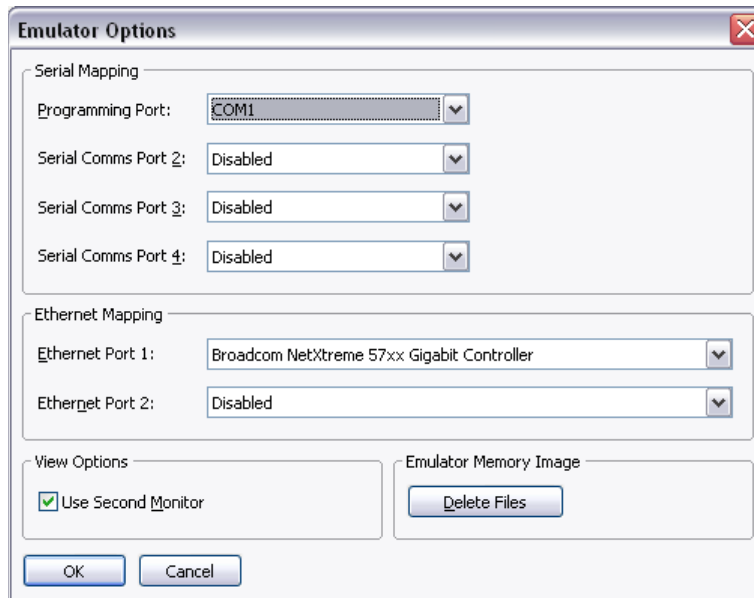 Emulator Options
Serial Mapping
Programming Port: COM1
Serial Comms Port 2: Disabled
Serial Comms Port 3: Disabled
Serial Comms Port 4: Disabled
Ethernet Mapping
Ethernet Port 1: Broadcom NetXtreme 57xx Gigabit Controller
Ethernet Port 2: Disabled
View Options
Use Second Monitor
Emulator Memory Image
Delete Files
OK Cancel